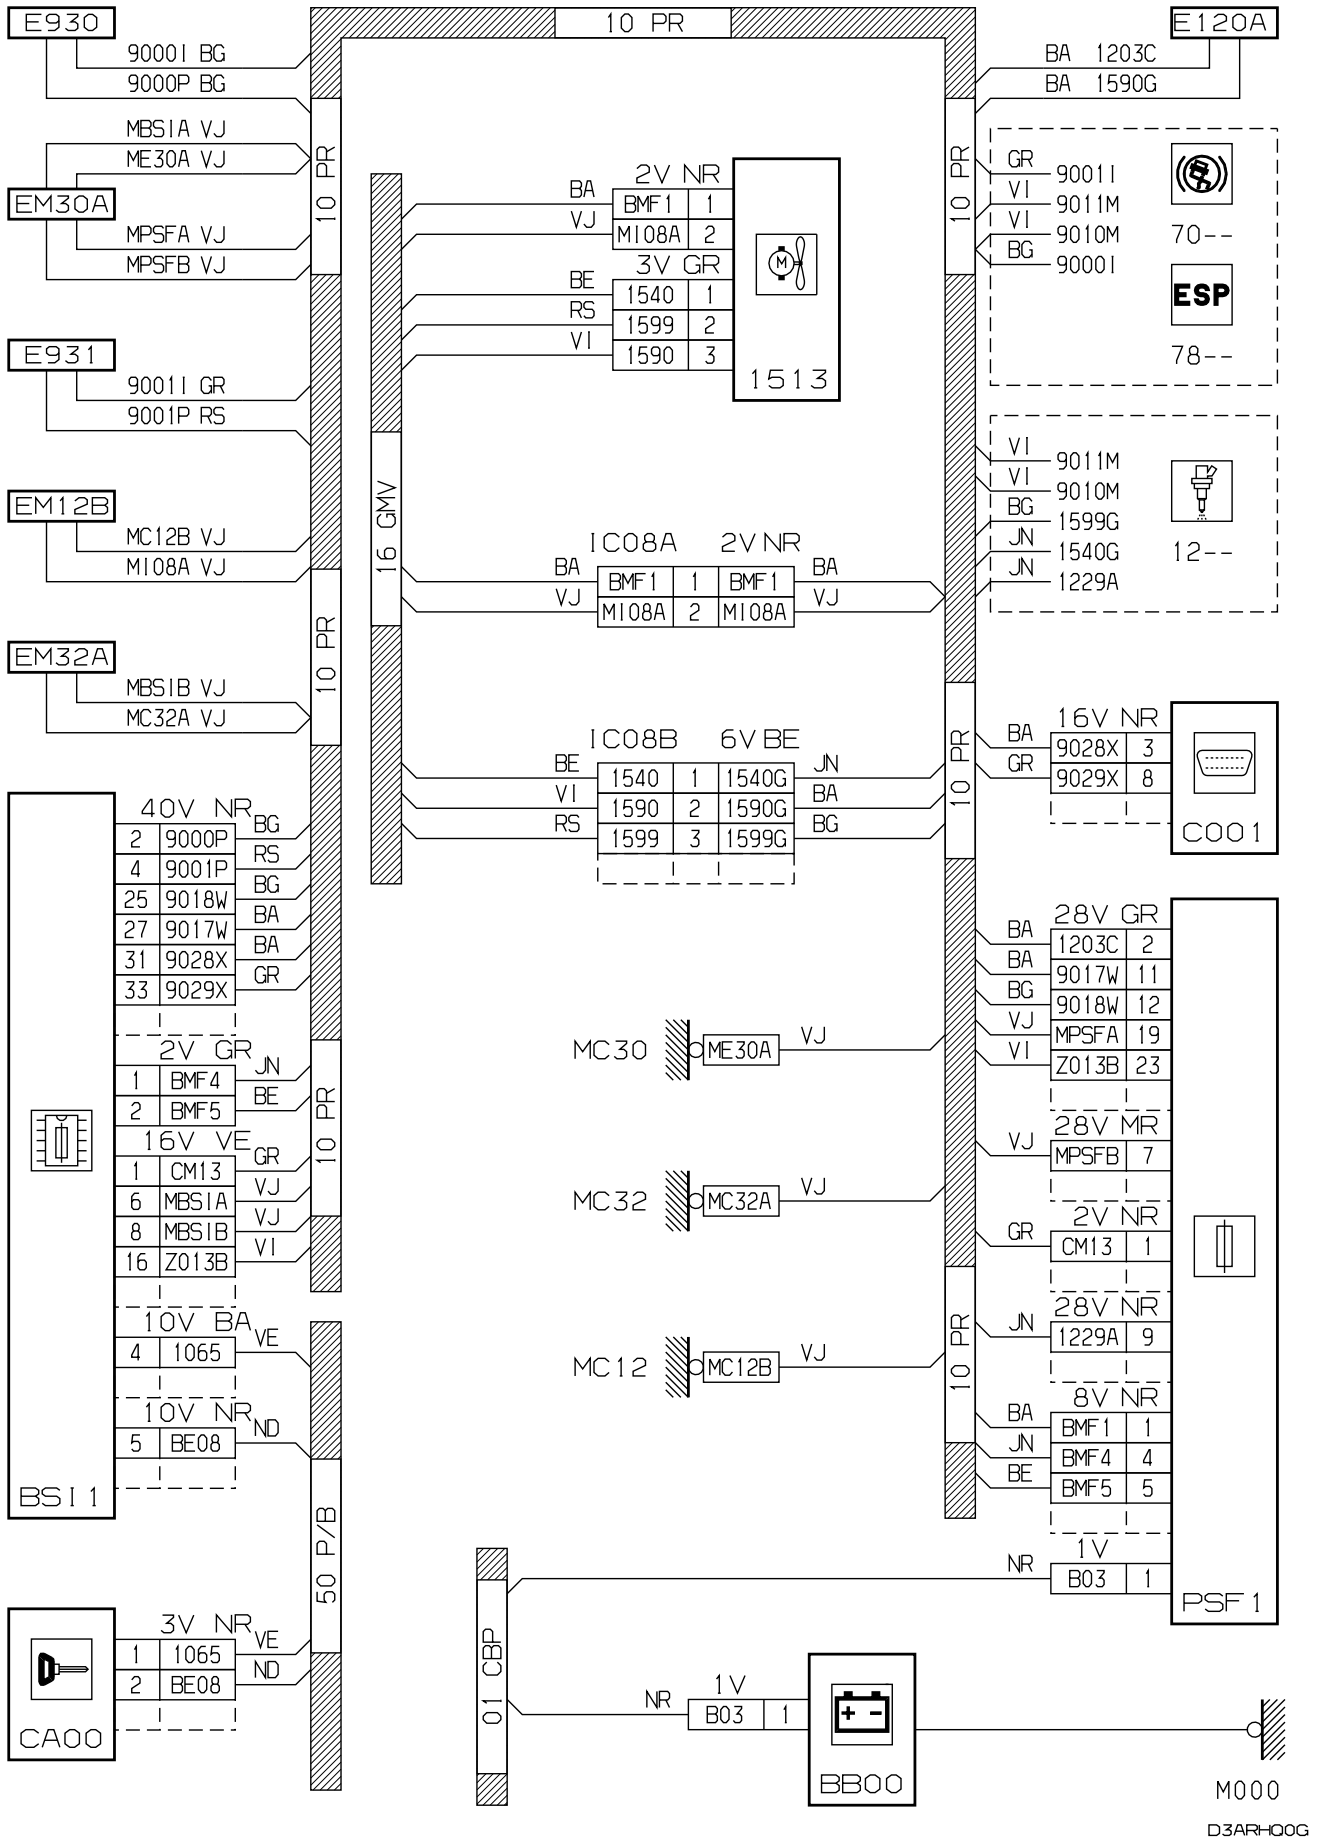 E930
9000I BG
9000P BG
MBSIA VJ
ME30A VJ
EM30A
MPSFA VJ
MPSFB VJ
E931
9001I GR
9001P RS
EM12B
MC12B VJ
MI08A VJ
EM32A
MBSIB VJ
MC32A VJ
40V NR
2 9000P BG
4 9001P RS
25 9018W BG
27 9017W BA
31 9028X BA
33 9029X GR
2V GR
1 BMF4 JN
2 BMF5 BE
16V VE
1 CM13 GR
6 MBSIA VJ
8 MBSIB VJ
16 Z013B VI
10V BA
4 1065 VE
10V NR
5 BE08 ND
BSI1
3V NR
1 1065 VE
2 BE08 ND
CA00
10 PR
10 PR
10 PR
10 PR
50 P/B
16 GMV
2V NR
BA BMF1 1
VJ MI08A 2
3V GR
BE 1540 1
RS 1599 2
VI 1590 3
M
1513
IC08A 2V NR
BA BMF1 1 BMF1 BA
VJ MI08A 2 MI08A VJ
IC08B 6V BE
BE 1540 1 1540G JN
VI 1590 2 1590G BA
RS 1599 3 1599G BG
MC30 ME30A VJ
MC32 MC32A VJ
MC12 MC12B VJ
01 CBP
NR 1V
B03 1
+ -
BB00
M000
10 PR
10 PR
10 PR
E120A
BA 1203C
BA 1590G
GR 9001I
VI 9011M
VI 9010M
BG 9000I
70--
ESP
78--
VI 9011M
VI 9010M
BG 1599G
JN 1540G
JN 1229A
12--
16V NR
BA 9028X 3
GR 9029X 8
C001
28V GR
BA 1203C 2
BA 9017W 11
BG 9018W 12
VJ MPSFA 19
VI Z013B 23
28V MR
VJ MPSFB 7
2V NR
GR CM13 1
28V NR
JN 1229A 9
8V NR
BA BMF1 1
JN BMF4 4
BE BMF5 5
1V
NR B03 1
PSF1
D3ARHQ0G